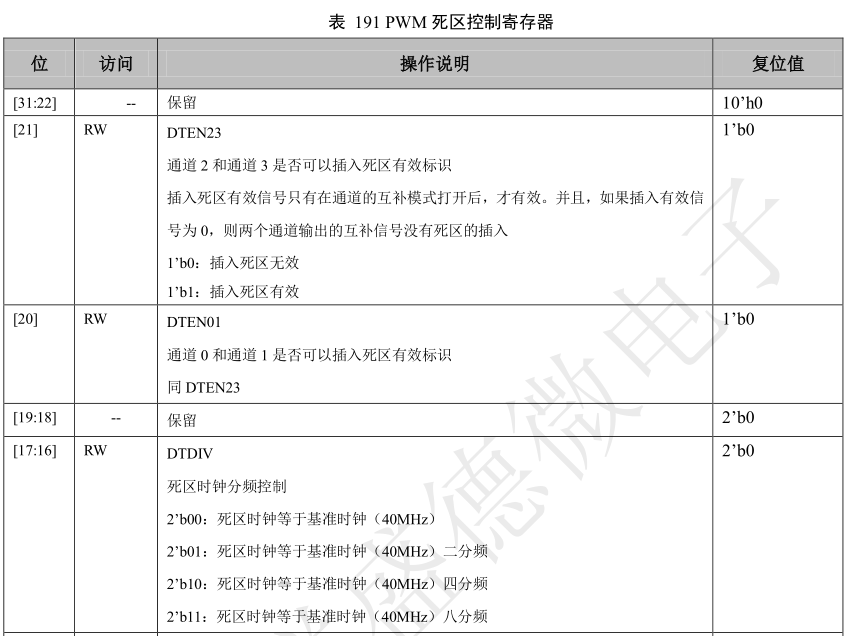 表 191 PWM 死区控制寄存器
位 访问 操作说明 复位值
[31:22] -- 保留 10’h0
[21] RW DTEN23 1’b0
通道 2 和通道 3 是否可以插入死区有效标识
插入死区有效信号只有在通道的互补模式打开后，才有效。并且，如果插入有效信
号为 0，则两个通道输出的互补信号没有死区的插入
1’b0：插入死区无效
1’b1：插入死区有效
[20] RW DTEN01 1’b0
通道 0 和通道 1 是否可以插入死区有效标识
同 DTEN23
[19:18] -- 保留 2’b0
[17:16] RW DTDIV 2’b0
死区时钟分频控制
2’b00：死区时钟等于基准时钟（40MHz）
2’b01：死区时钟等于基准时钟（40MHz）二分频
2’b10：死区时钟等于基准时钟（40MHz）四分频
2’b11：死区时钟等于基准时钟（40MHz）八分频
盛德微电子